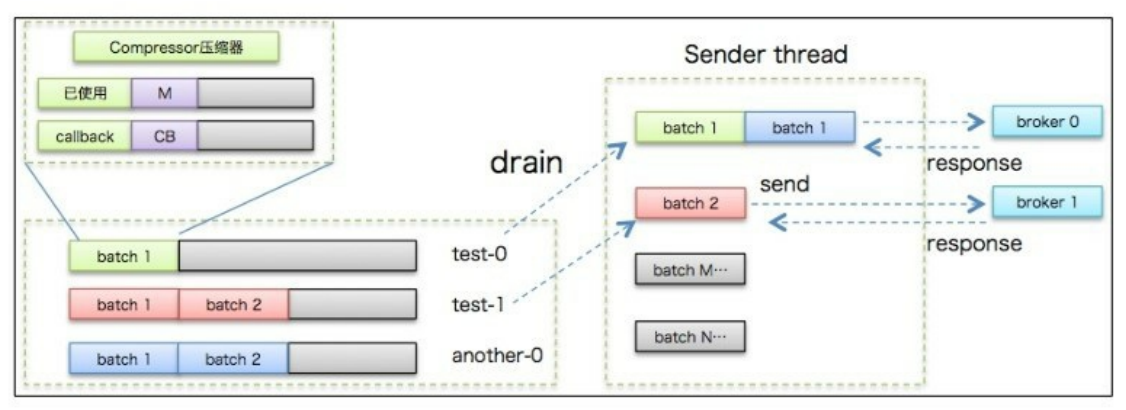 Compressor压缩器
已使用 M
callback CB
Sender thread
batch 1 batch 1
broker 0
response
drain
batch 2
send
broker 1
response
batch 1
test-0
batch M…
batch 1 batch 2
test-1
batch N…
batch 1 batch 2
another-0